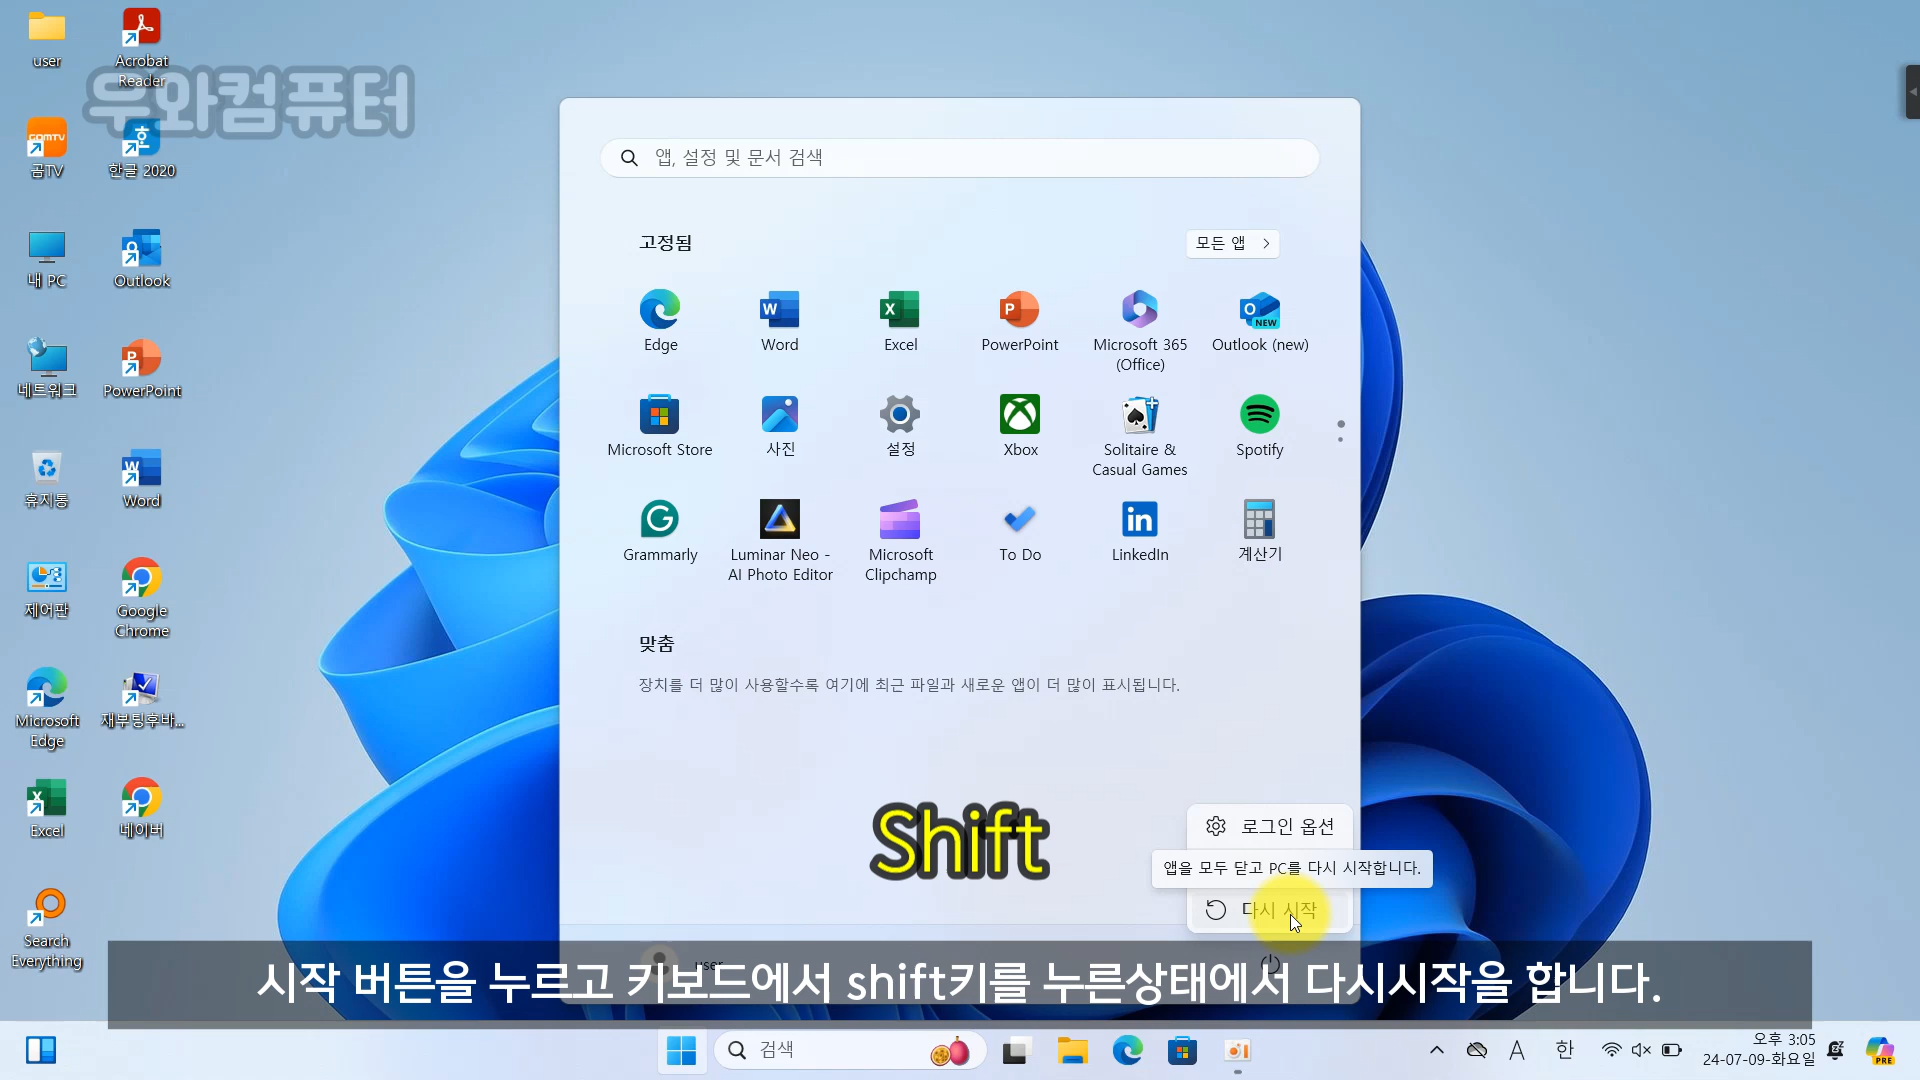 user
Acrobat
Reader
우와컴퓨터
곰TV
한글 2020
내 PC
Outlook
네트워크
PowerPoint
휴지통
Word
제어판
Google
Chrome
Microsoft
Edge
재부팅후바...
Excel
네이버
Search
Everything
앱, 설정 및 문서 검색
고정됨
모든 앱
Edge
Word
Excel
PowerPoint
Microsoft 365
(Office)
Outlook (new)
Microsoft Store
사진
설정
Xbox
Solitaire &
Casual Games
Spotify
Grammarly
Luminar Neo -
AI Photo Editor
Microsoft
Clipchamp
To Do
LinkedIn
계산기
맞춤
장치를 더 많이 사용할수록 여기에 최근 파일과 새로운 앱이 더 많이 표시됩니다.
Shift
로그인 옵션
앱을 모두 닫고 PC를 다시 시작합니다.
다시 시작
user
시작 버튼을 누르고 키보드에서 shift키를 누른상태에서 다시시작을 합니다.
검색
A
한
오후 3:05
24-07-09-화요일
PRE